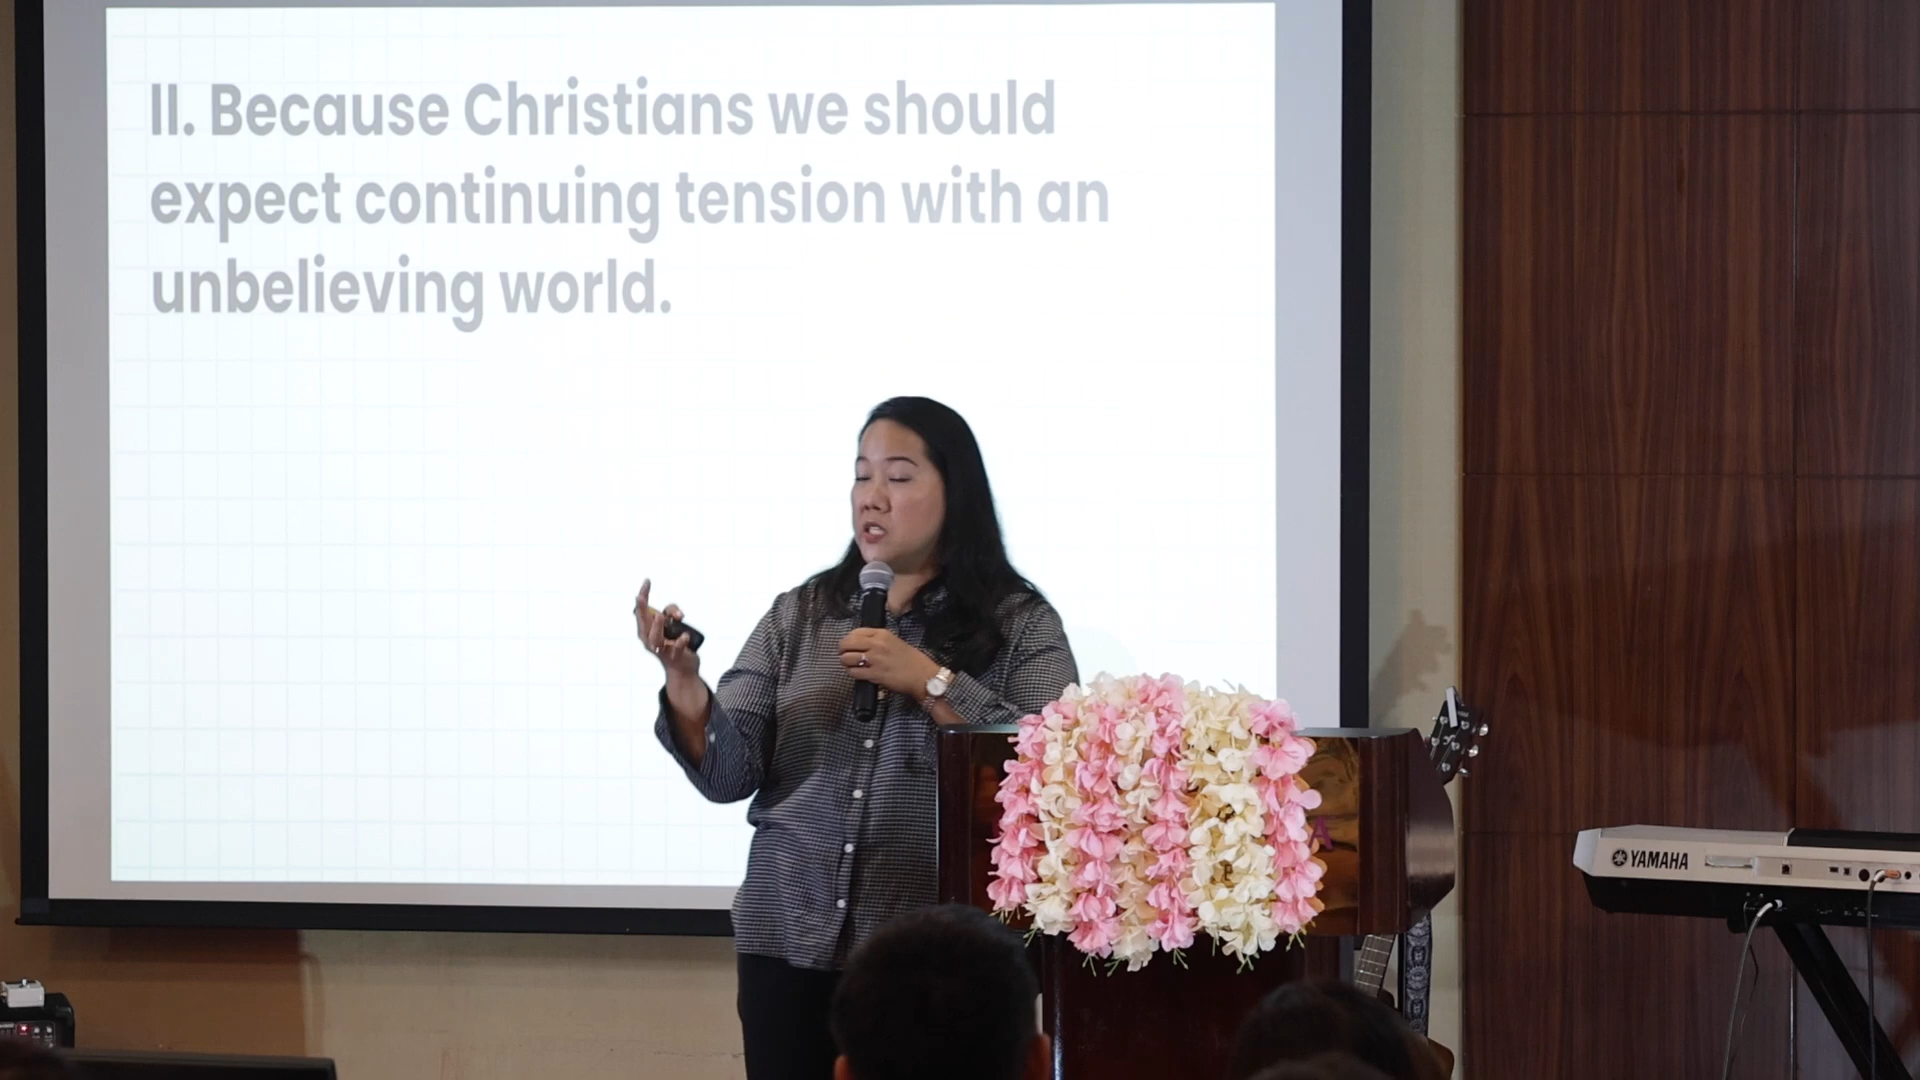 II. Because Christians we should
expect continuing tension with an
unbelieving world.
YAMAHA